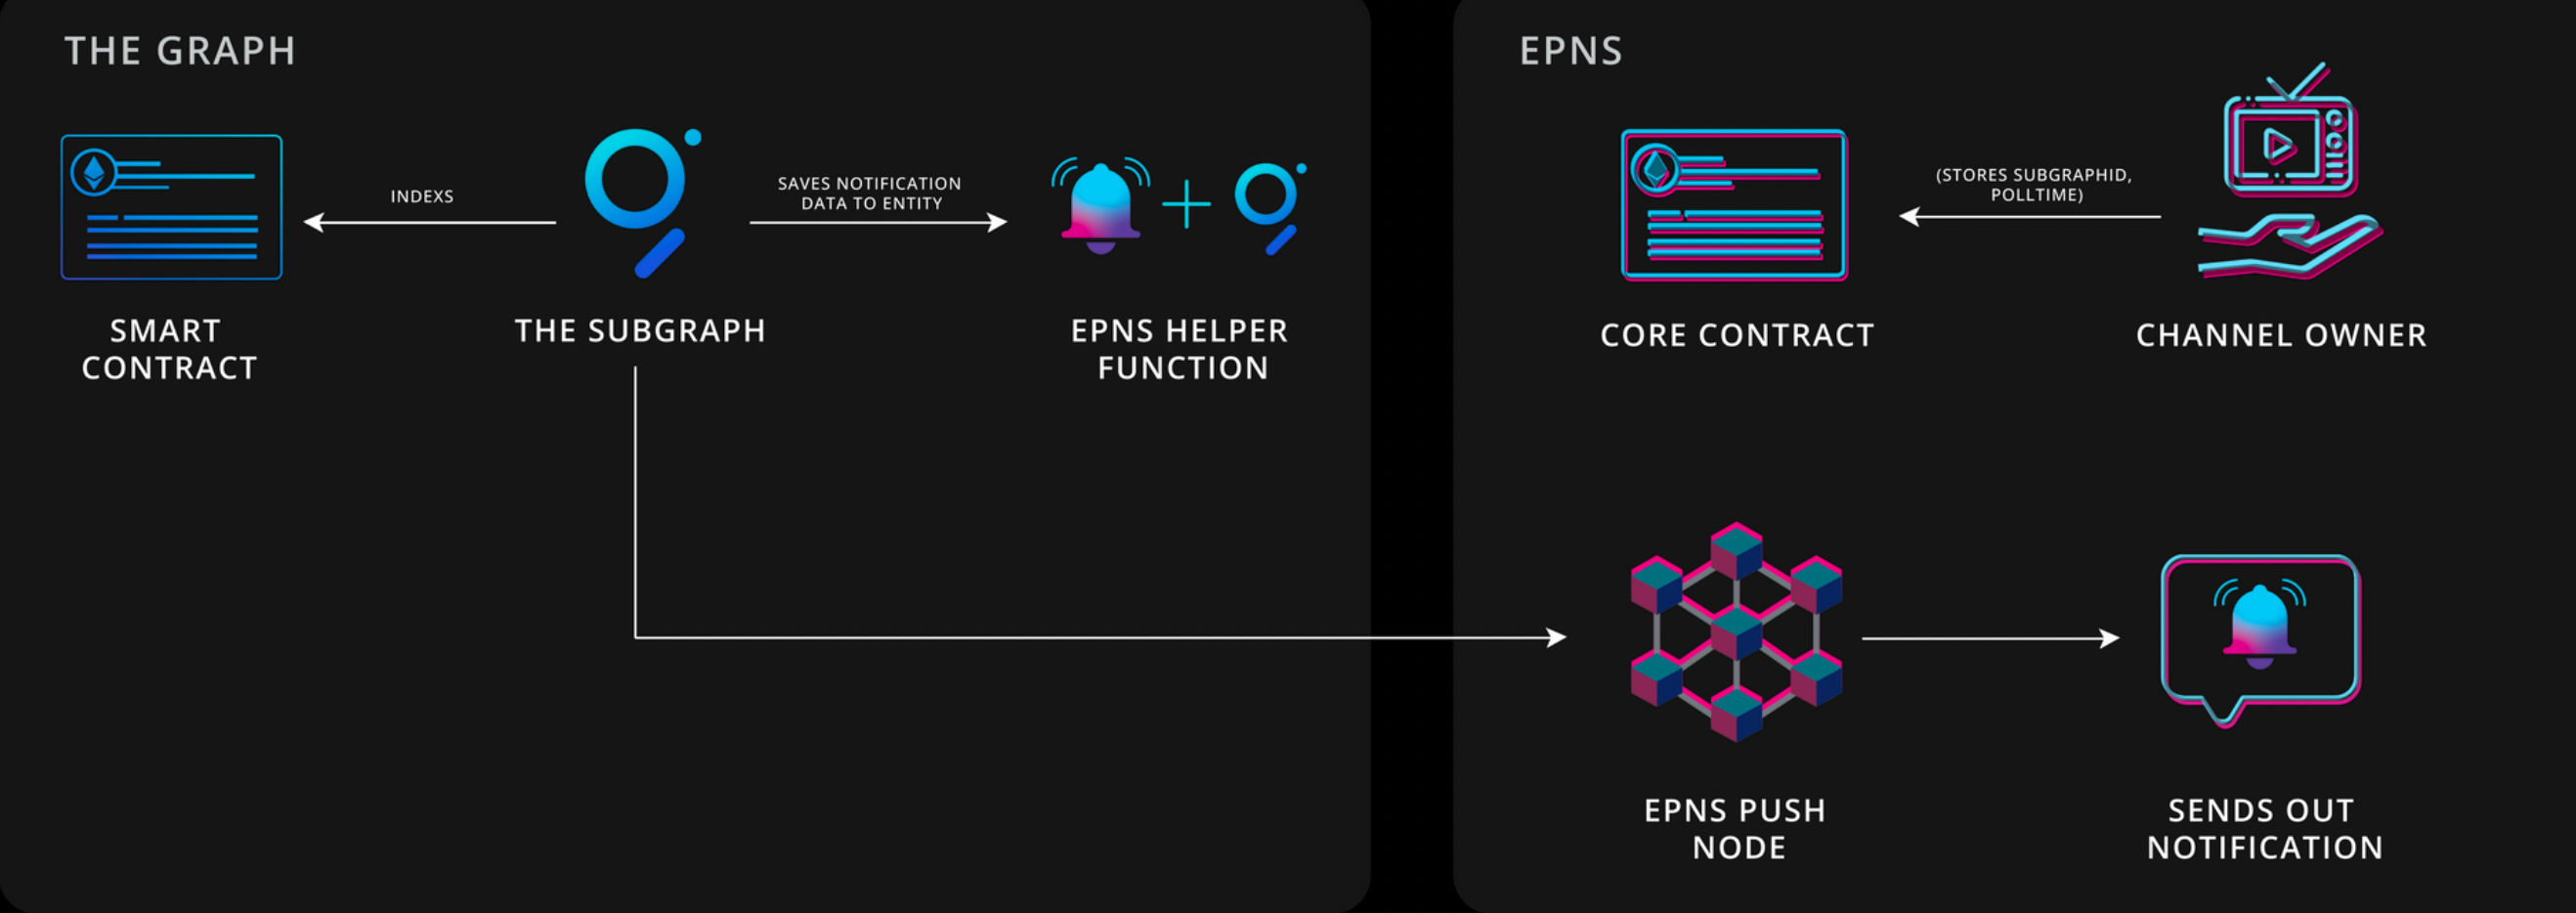 THE GRAPH
INDEXS
SAVES NOTIFICATION
DATA TO ENTITY
SMART
CONTRACT
THE SUBGRAPH
EPNS HELPER
FUNCTION
EPNS
(STORES SUBGRAPHID,
POLLTIME)
CORE CONTRACT
CHANNEL OWNER
EPNS PUSH
NODE
SENDS OUT
NOTIFICATION